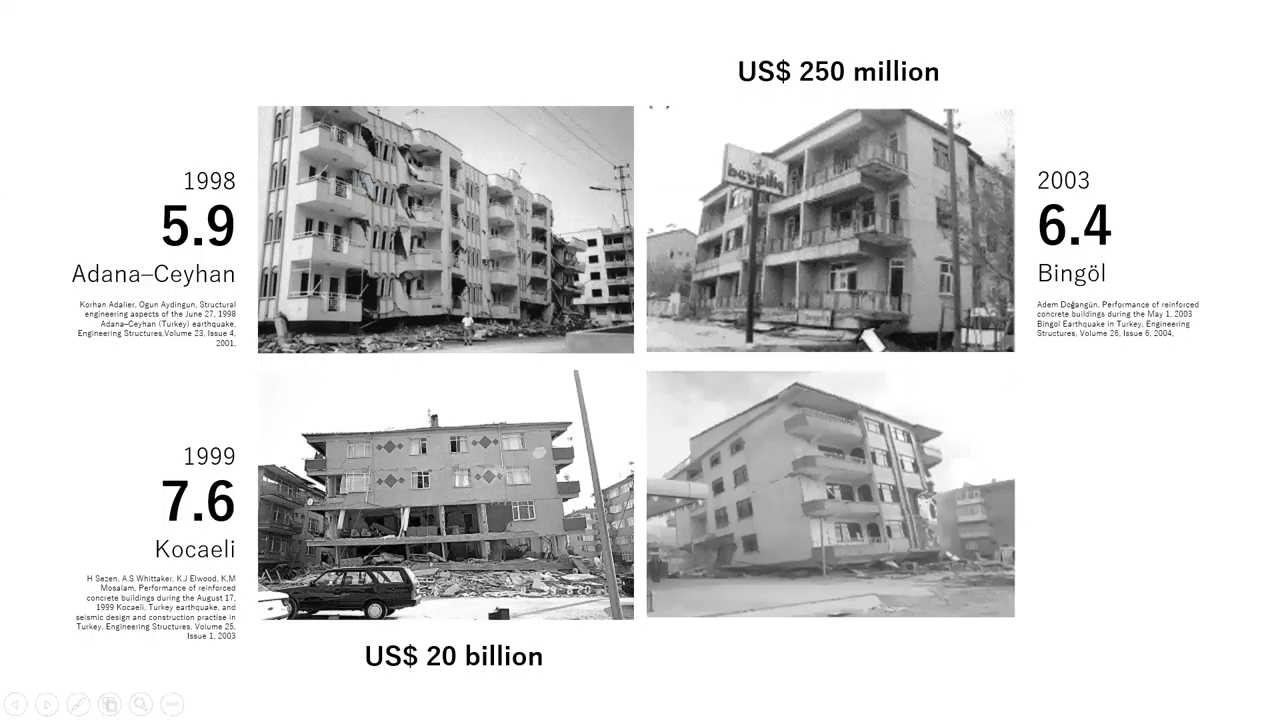 US$ 250 million
1998
5.9
Adana–Ceyhan
Korhan Adalier, Ogun Aydingun, Structural
engineering aspects of the June 27, 1998
Adana–Ceyhan (Turkey) earthquake,
Engineering Structures,Volume 23, Issue 4,
2001,
beypiliç
2003
6.4
Bingöl
Adem Doğangün, Performance of reinforced
concrete buildings during the May 1, 2003
Bingöl Earthquake in Turkey, Engineering
Structures, Volume 26, Issue 6, 2004,
1999
7.6
Kocaeli
H Sezen, A.S Whittaker, K.J Elwood, K.M
Mosalam, Performance of reinforced
concrete buildings during the August 17,
1999 Kocaeli, Turkey earthquake, and
seismic design and construction practise in
Turkey, Engineering Structures, Volume 25,
Issue 1, 2003
US$ 20 billion